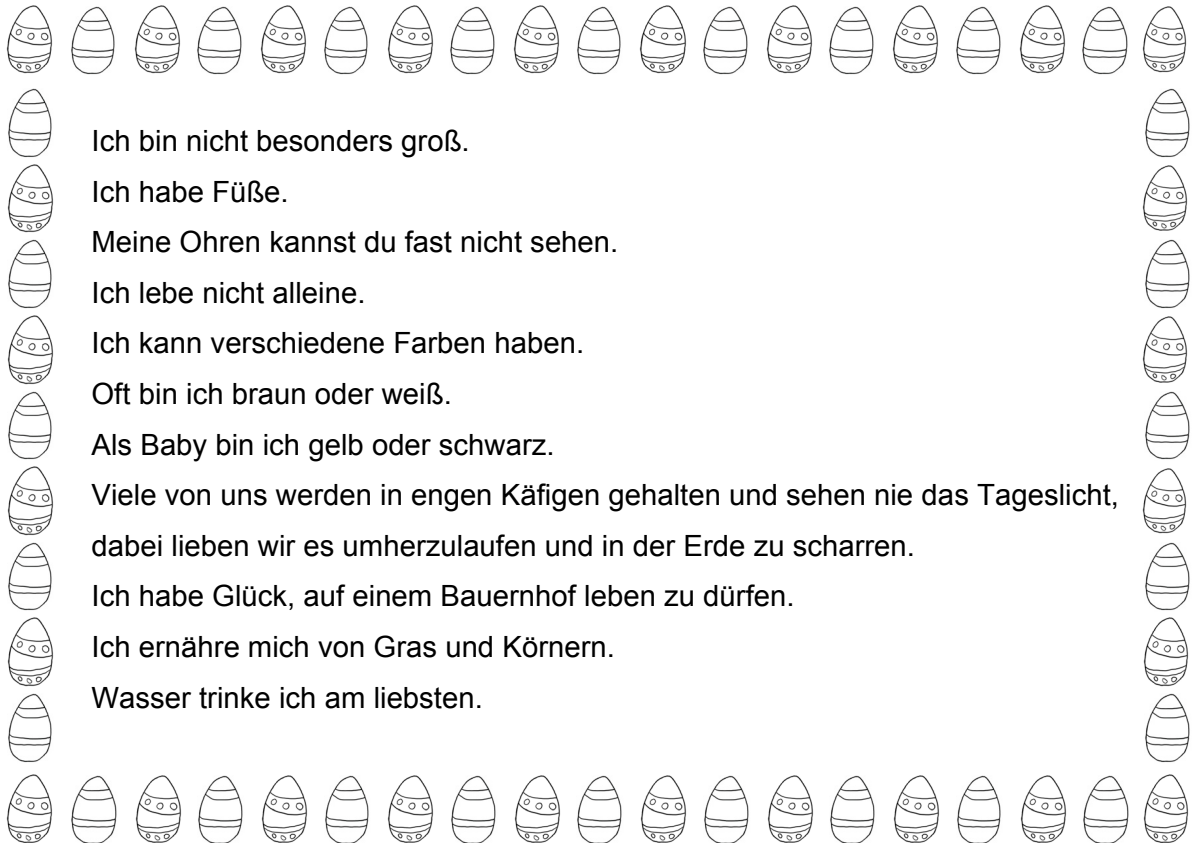 Ich bin nicht besonders groß.
Ich habe Füße.
Meine Ohren kannst du fast nicht sehen.
Ich lebe nicht alleine.
Ich kann verschiedene Farben haben.
Oft bin ich braun oder weiß.
Als Baby bin ich gelb oder schwarz.
Viele von uns werden in engen Käfigen gehalten und sehen nie das Tageslicht,
dabei lieben wir es umherzulaufen und in der Erde zu scharren.
Ich habe Glück, auf einem Bauernhof leben zu dürfen.
Ich ernähre mich von Gras und Körnern.
Wasser trinke ich am liebsten.